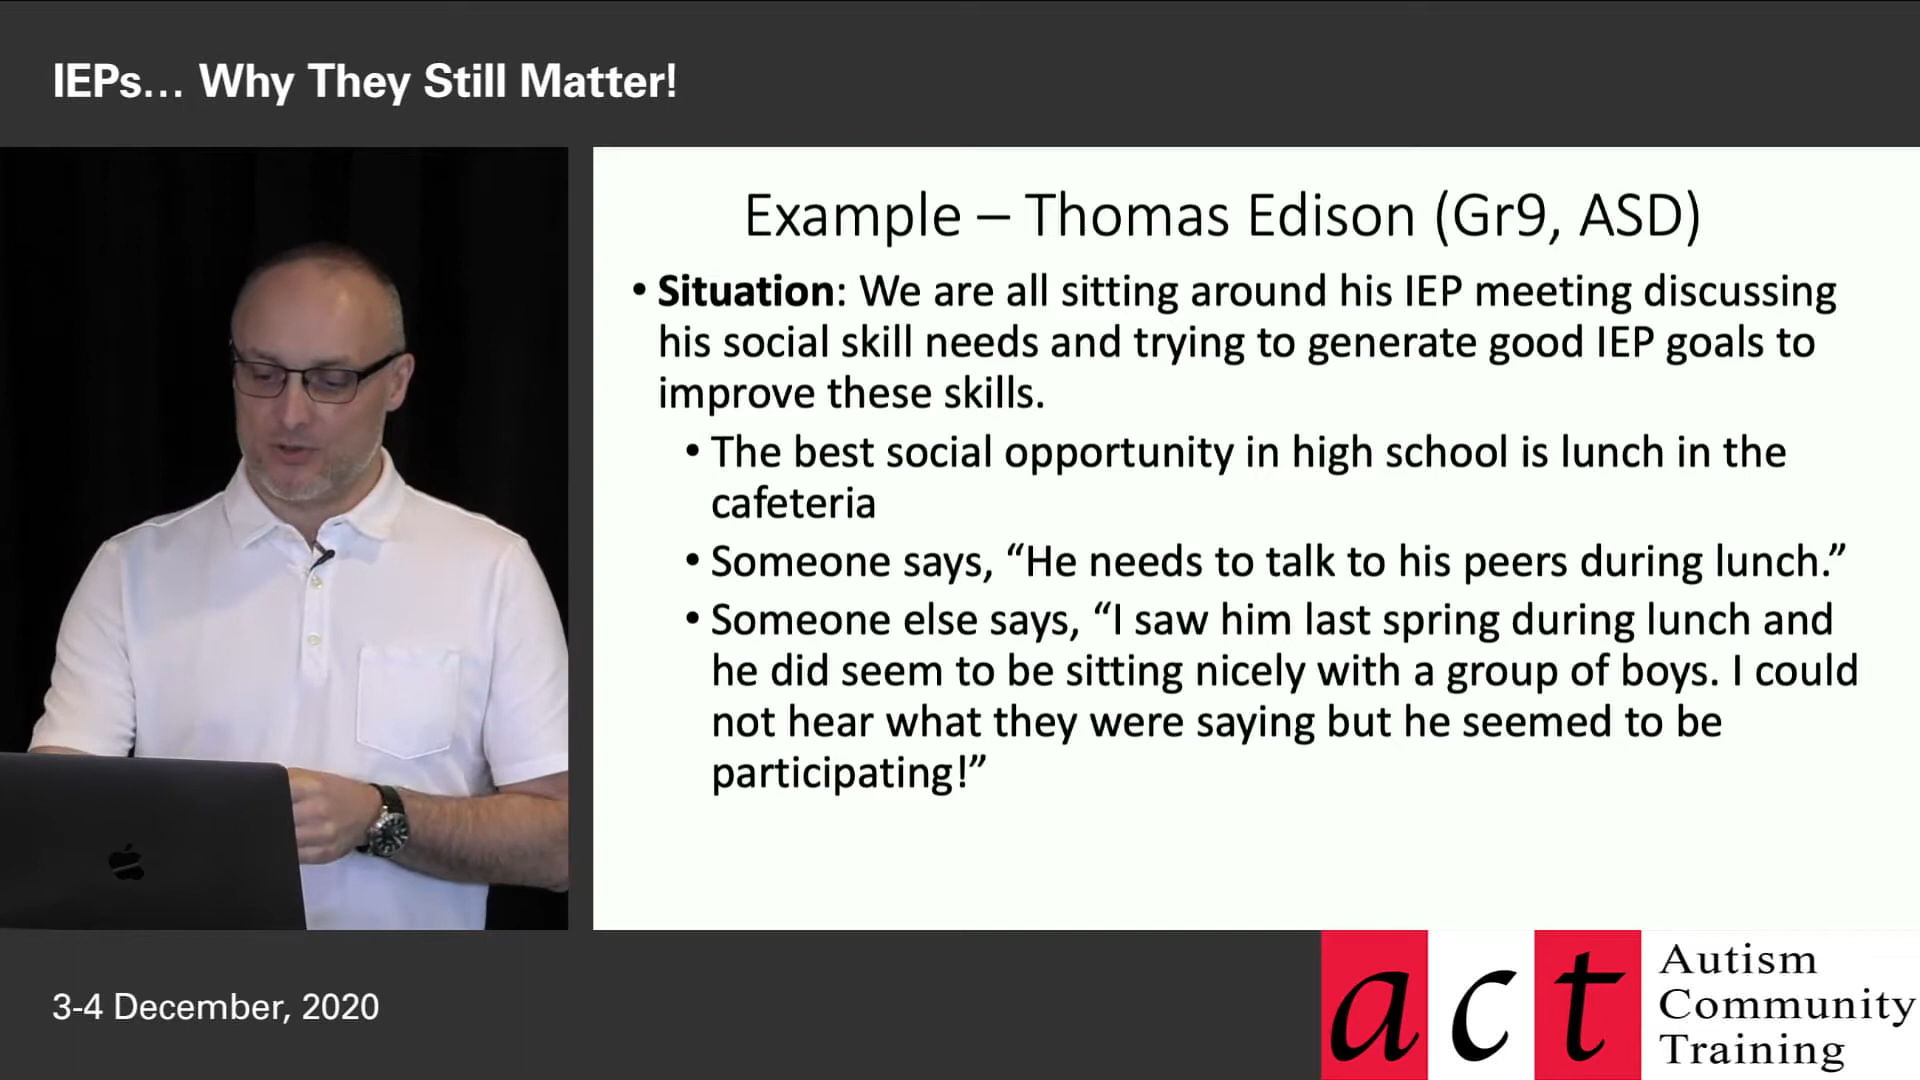 IEPs... Why They Still Matter!
Example – Thomas Edison (Gr9, ASD)
• Situation: We are all sitting around his IEP meeting discussing
his social skill needs and trying to generate good IEP goals to
improve these skills.
• The best social opportunity in high school is lunch in the
cafeteria
• Someone says, “He needs to talk to his peers during lunch.”
• Someone else says, “I saw him last spring during lunch and
he did seem to be sitting nicely with a group of boys. I could
not hear what they were saying but he seemed to be
participating!”
3-4 December, 2020
act
Autism
Community
Training